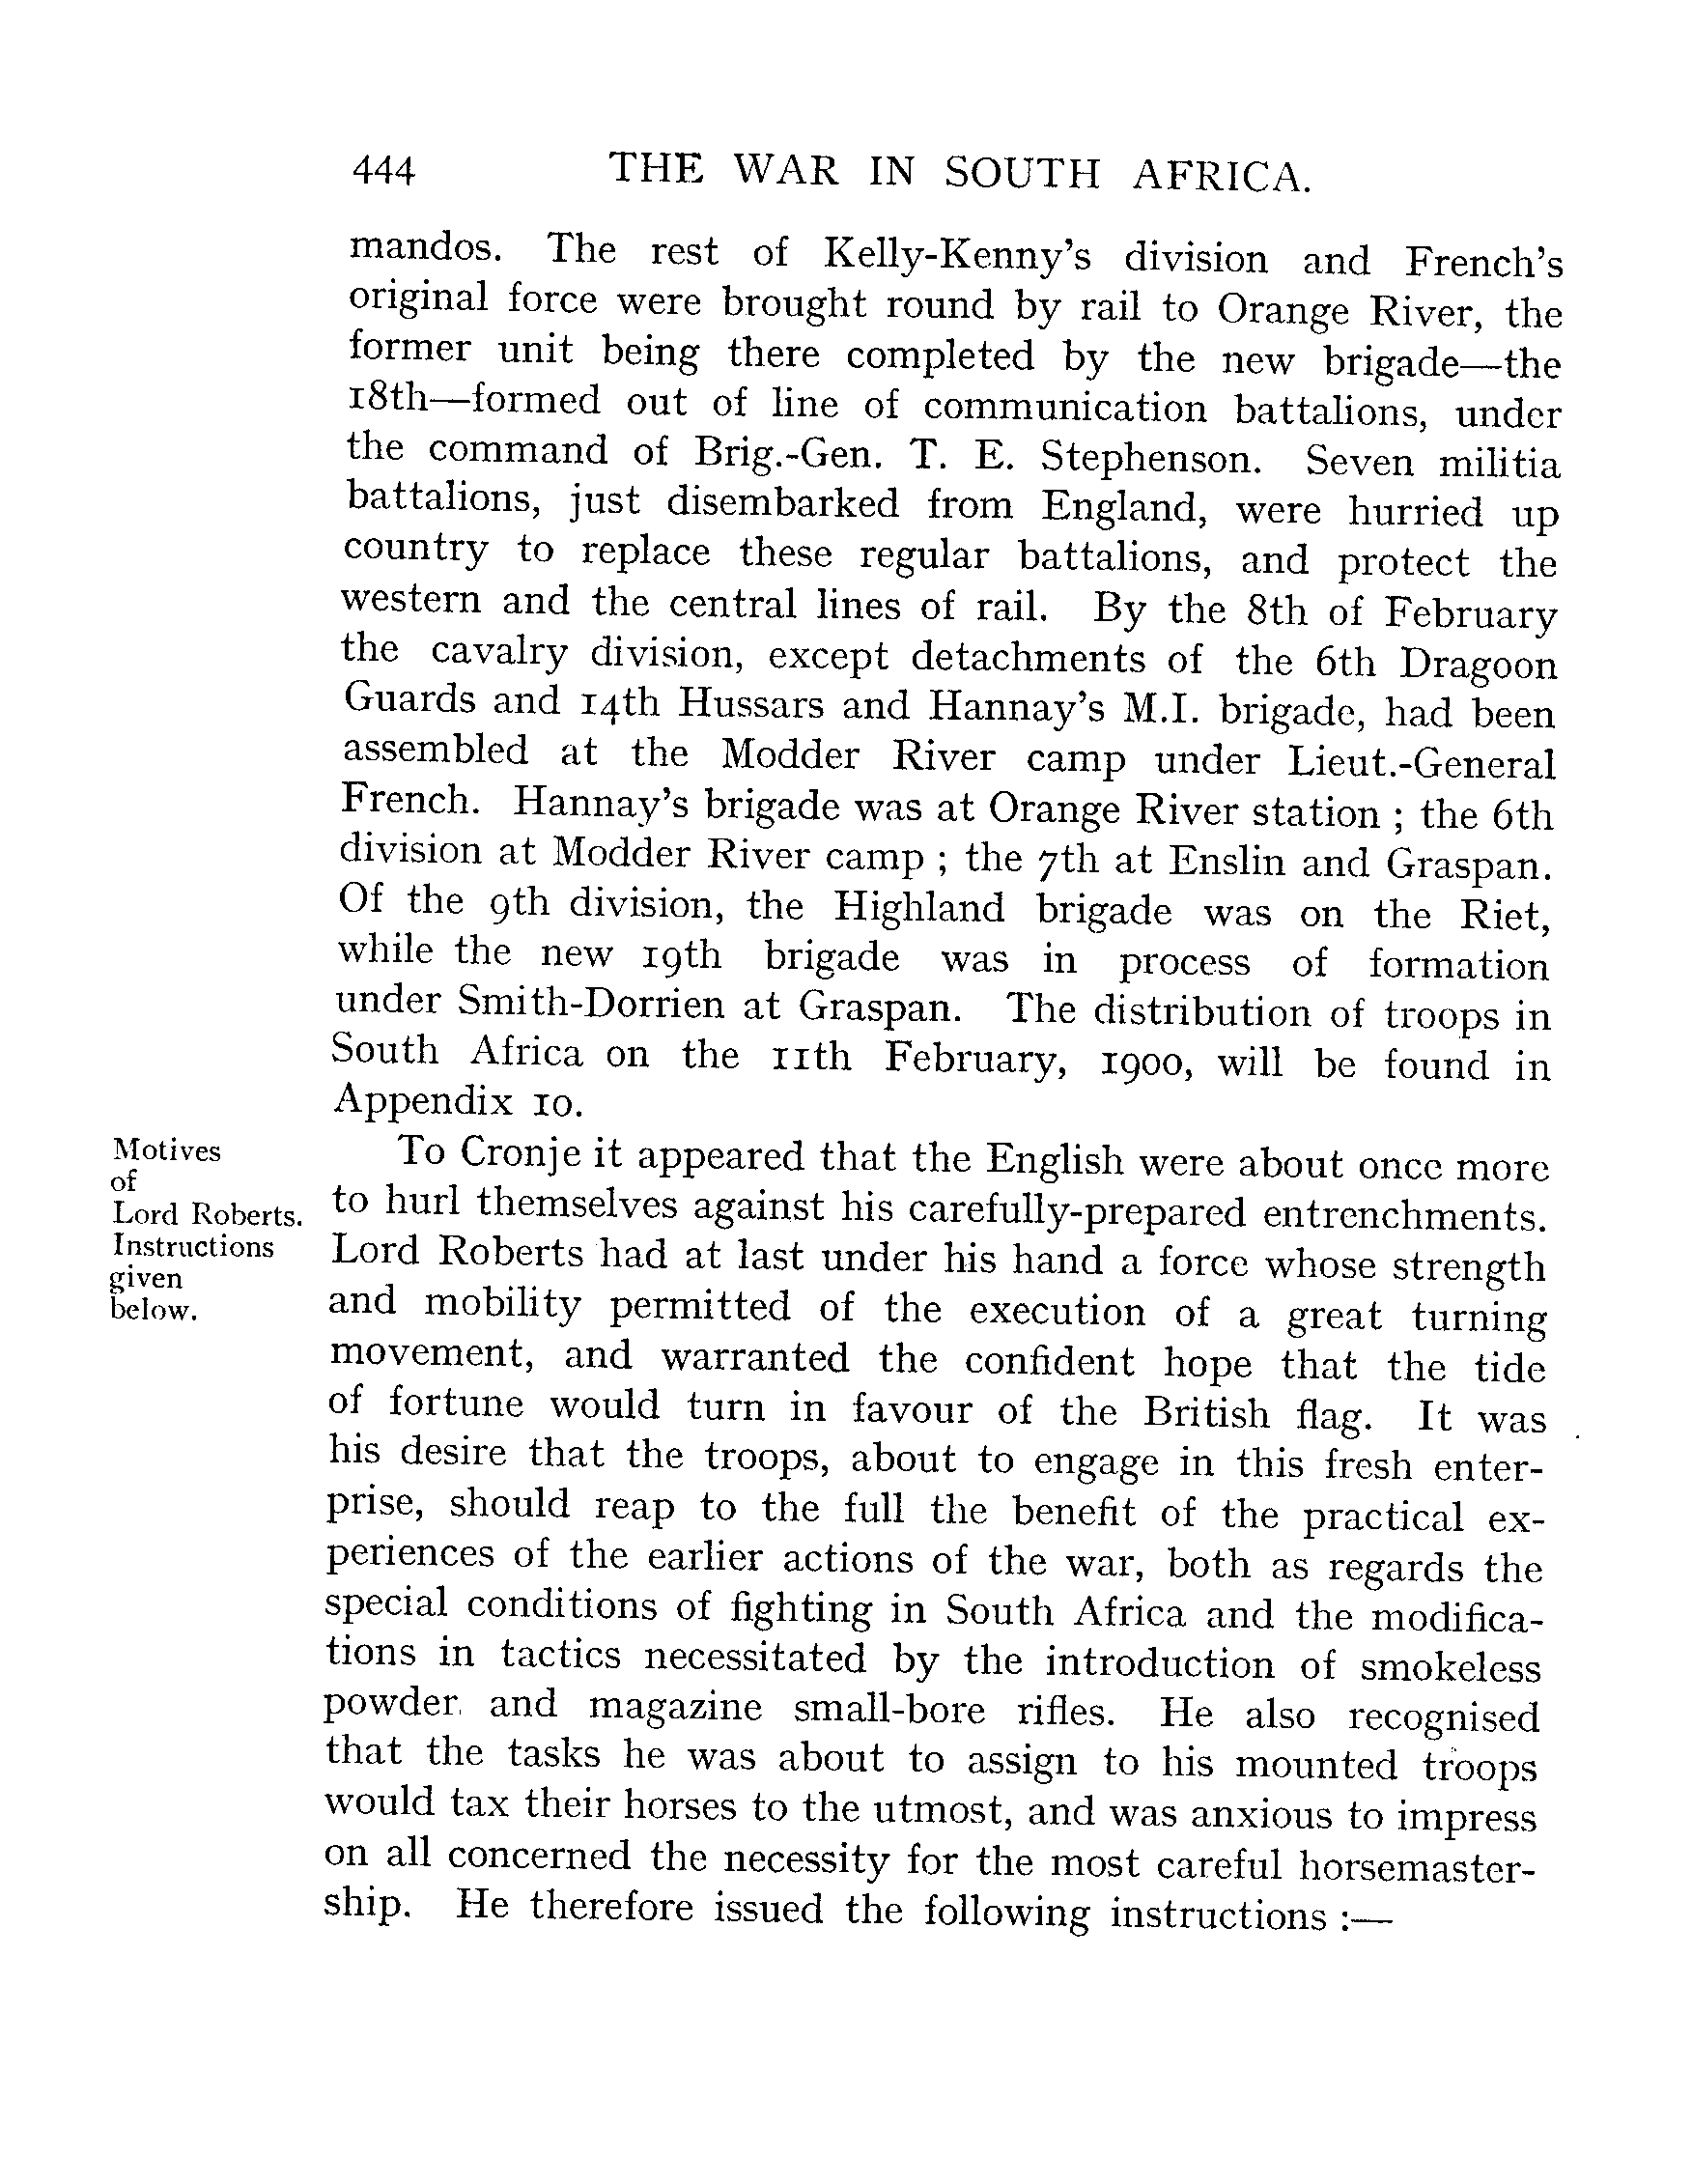 444 THE WAR IN SOUTH AFRICA.
mandos. The rest of Kelly-Kenny's division and French's
original force were brought round by rail to Orange River, the
former unit being there completed by the new brigade—the
18th—formed out of line of communication battalions, under
the command of Brig.-Gen. T. E. Stephenson. Seven militia
battalions, just disembarked from England, were hurried up
country to replace these regular battalions, and protect the
western and the central lines of rail. By the 8th of February
the cavalry division, except detachments of the 6th Dragoon
Guards and 14th Hussars and Hannay's M.I. brigade, had been
assembled at the Modder River camp under Lieut.-General
French. Hannay's brigade was at Orange River station ; the 6th
division at Modder River camp ; the 7th at Enslin and Graspan.
Of the 9th division, the Highland brigade was on the Riet,
while the new 19th brigade was in process of formation
under Smith-Dorrien at Graspan. The distribution of troops in
South Africa on the 11th February, 1900, will be found in
Appendix 10.
Motives
of
Lord Roberts.
Instructions
given
below.
To Cronje it appeared that the English were about once more
to hurl themselves against his carefully-prepared entrenchments.
Lord Roberts had at last under his hand a force whose strength
and mobility permitted of the execution of a great turning
movement, and warranted the confident hope that the tide
of fortune would turn in favour of the British flag. It was
his desire that the troops, about to engage in this fresh enter-
prise, should reap to the full the benefit of the practical ex-
periences of the earlier actions of the war, both as regards the
special conditions of fighting in South Africa and the modifica-
tions in tactics necessitated by the introduction of smokeless
powder and magazine small-bore rifles. He also recognised
that the tasks he was about to assign to his mounted troops
would tax their horses to the utmost, and was anxious to impress
on all concerned the necessity for the most careful horsemaster-
ship. He therefore issued the following instructions :—